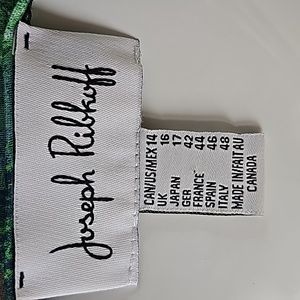 Joseph Ribkoff
CAN/US/MEX 14
UK 16
JAPAN 17
GER 42
FRANCE 44
SPAIN 46
ITALY 48
MADE IN/FAIT AU
CANADA